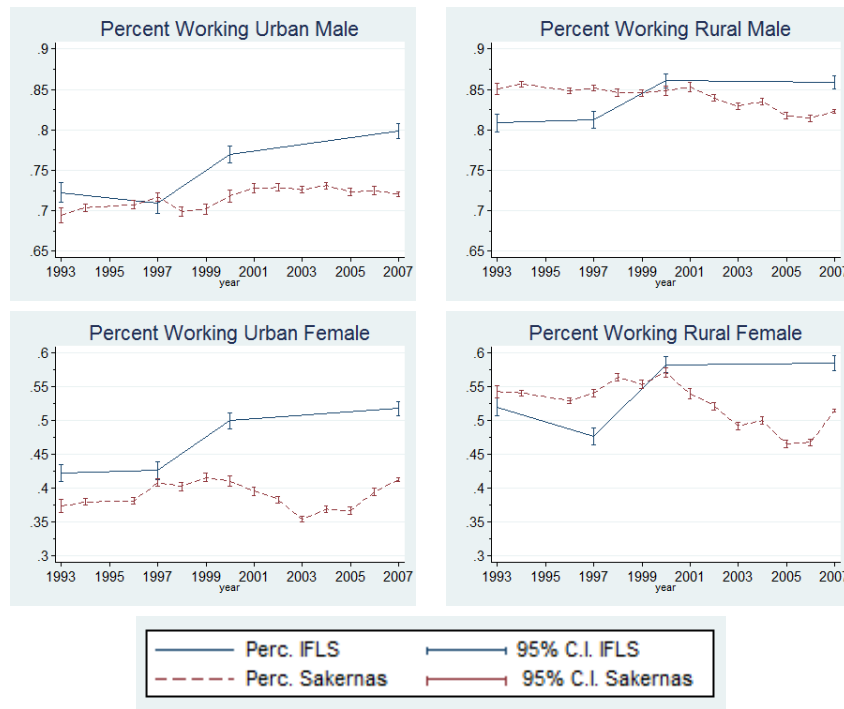 Percent Working Urban Male
.9
.85
.8
.75
.7
.65
1993 1995 1997 1999 2001 2003 2005 2007
year
Percent Working Rural Male
.9
.85
.8
.75
.7
.65
1993 1995 1997 1999 2001 2003 2005 2007
year
Percent Working Urban Female
.6
.55
.5
.45
.4
.35
.3
1993 1995 1997 1999 2001 2003 2005 2007
year
Percent Working Rural Female
.6
.55
.5
.45
.4
.35
.3
1993 1995 1997 1999 2001 2003 2005 2007
year
Perc. IFLS 95% C.I. IFLS
Perc. Sakernas 95% C.I. Sakernas